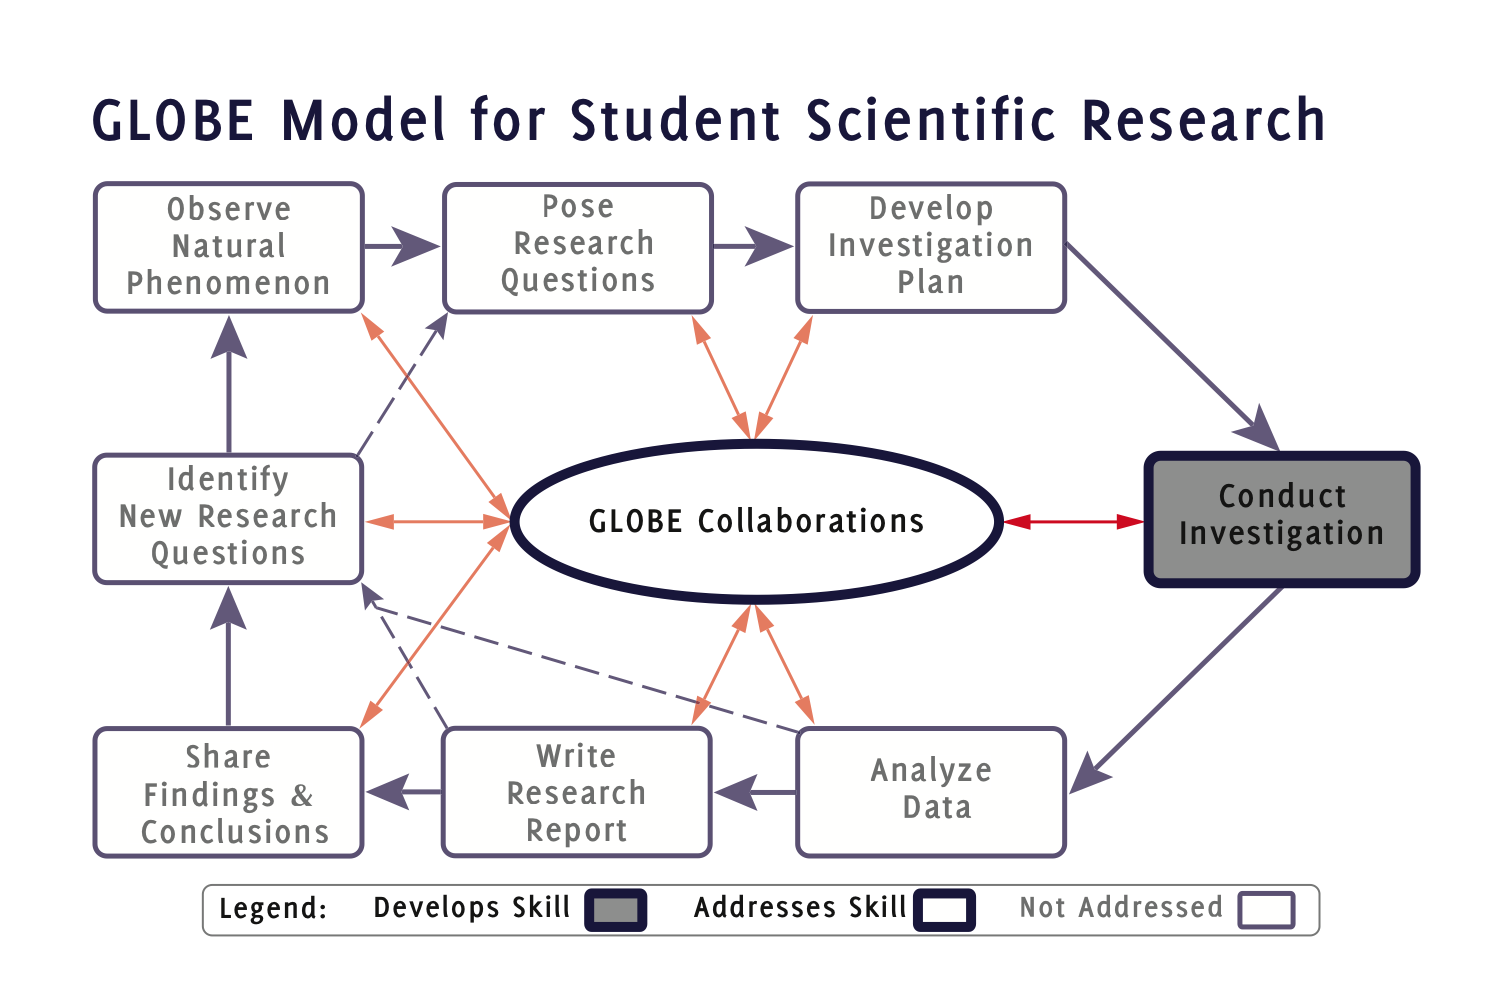 GLOBE Model for Student Scientific Research
Observe
Natural
Phenomenon
Pose
Research
Questions
Develop
Investigation
Plan
Identify
New Research
Questions
GLOBE Collaborations
Conduct
Investigation
Share
Findings &
Conclusions
Write
Research
Report
Analyze
Data
Legend: Develops Skill Addresses Skill Not Addressed